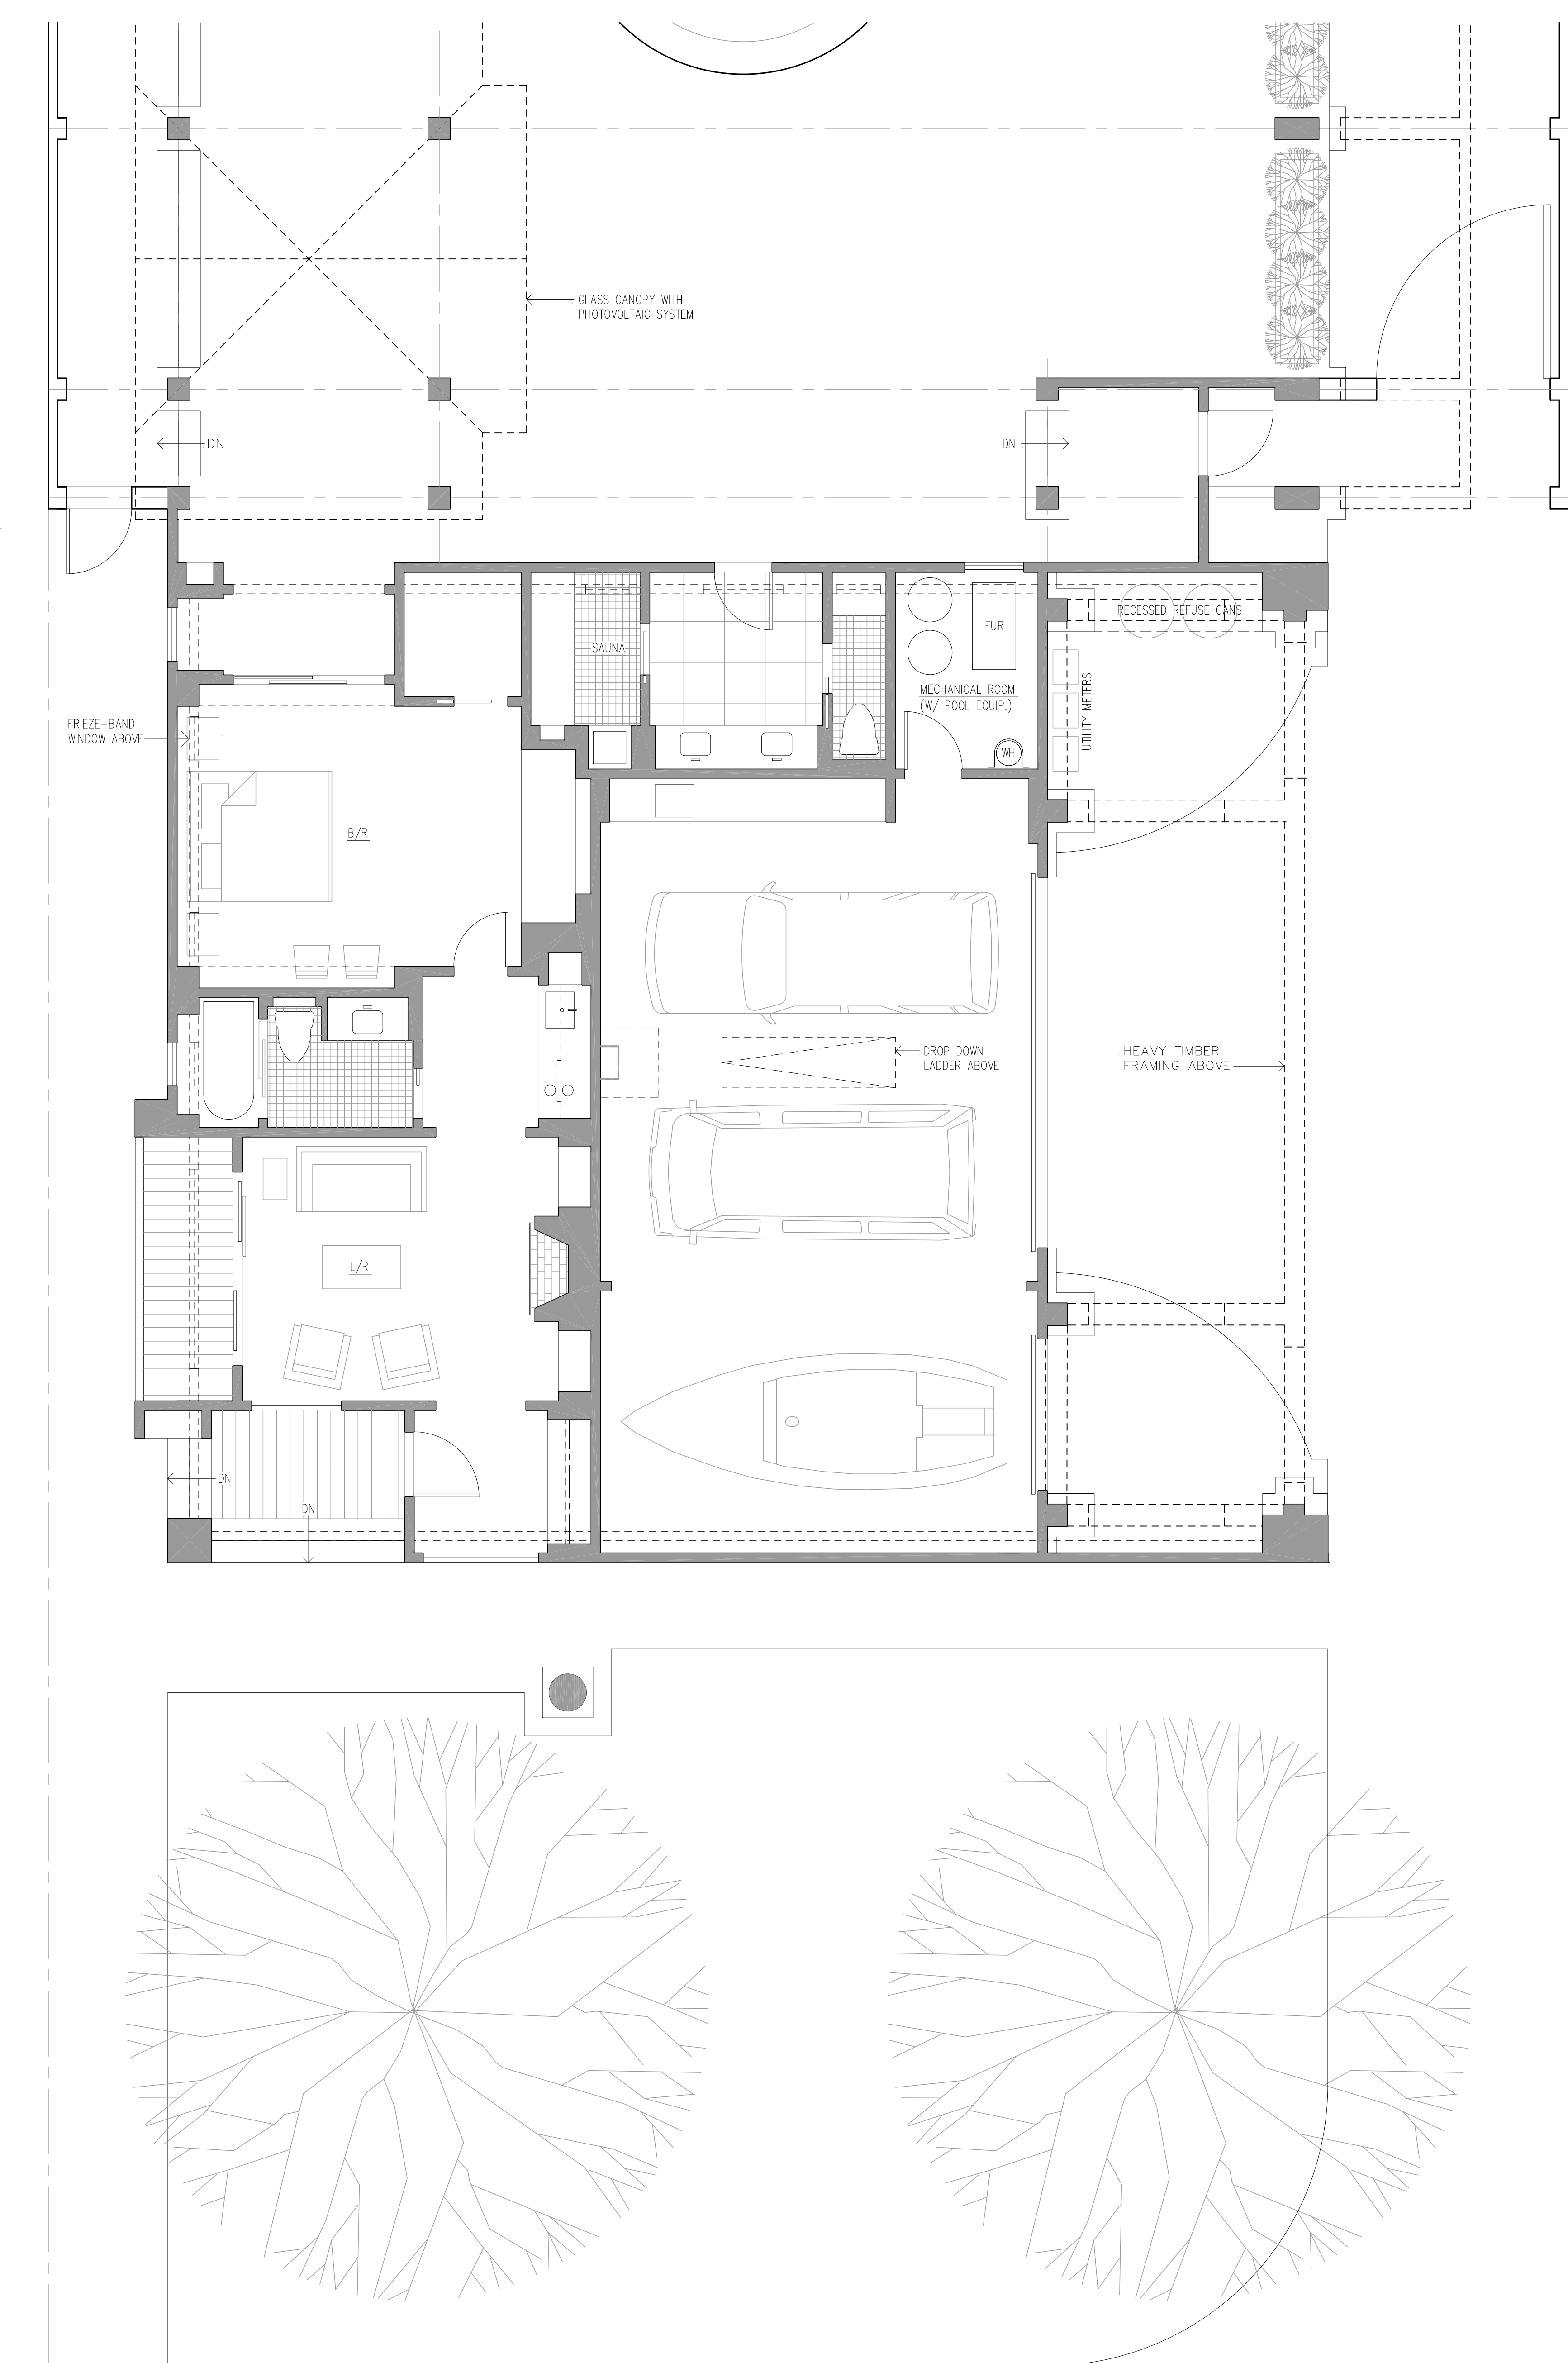 GLASS CANOPY WITH
PHOTOVOLTAIC SYSTEM
DN
DN
RECESSED REFUSE CANS
FUR
SAUNA
MECHANICAL ROOM
(W/ POOL EQUIP.)
UTILITY METERS
FRIEZE-BAND
WINDOW ABOVE
WH
B/R
DROP DOWN
LADDER ABOVE
HEAVY TIMBER
FRAMING ABOVE
L/R
DN
DN